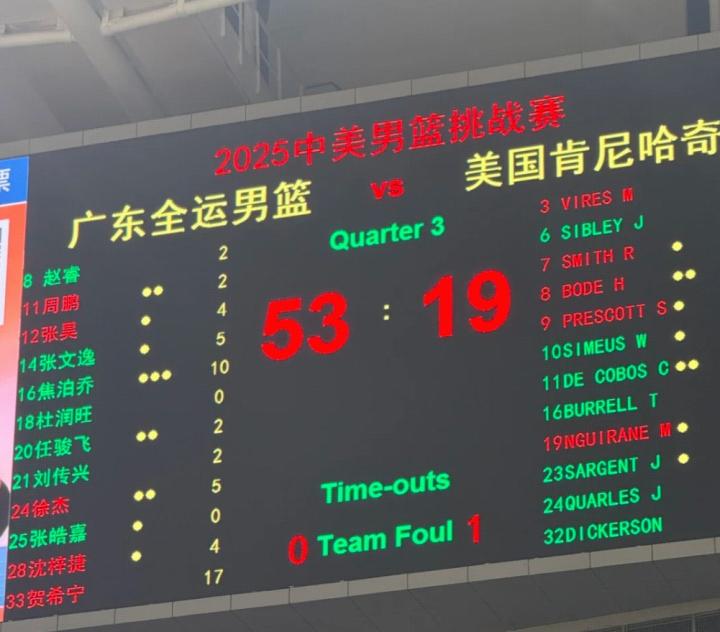 票
2025中美男篮挑战赛
广东全运男篮 vs 美国肯尼哈奇
Quarter 3
53 : 19
8 赵睿 2
11周鹏 2
12张昊 4
14张文逸 5
16焦泊乔 10
18杜润旺 0
20任骏飞 2
21刘传兴 2
24徐杰 5
25张皓嘉 0
28沈梓捷 4
33贺希宁 17
Time-outs
0 Team Foul 1
3 VIRES M
6 SIBLEY J
7 SMITH R
8 BODE H
9 PRESCOTT S
10SIMEUS W
11DE COBOS C
16BURRELL T
19NGUIRANE M
23SARGENT J
24QUARLES J
32DICKERSON